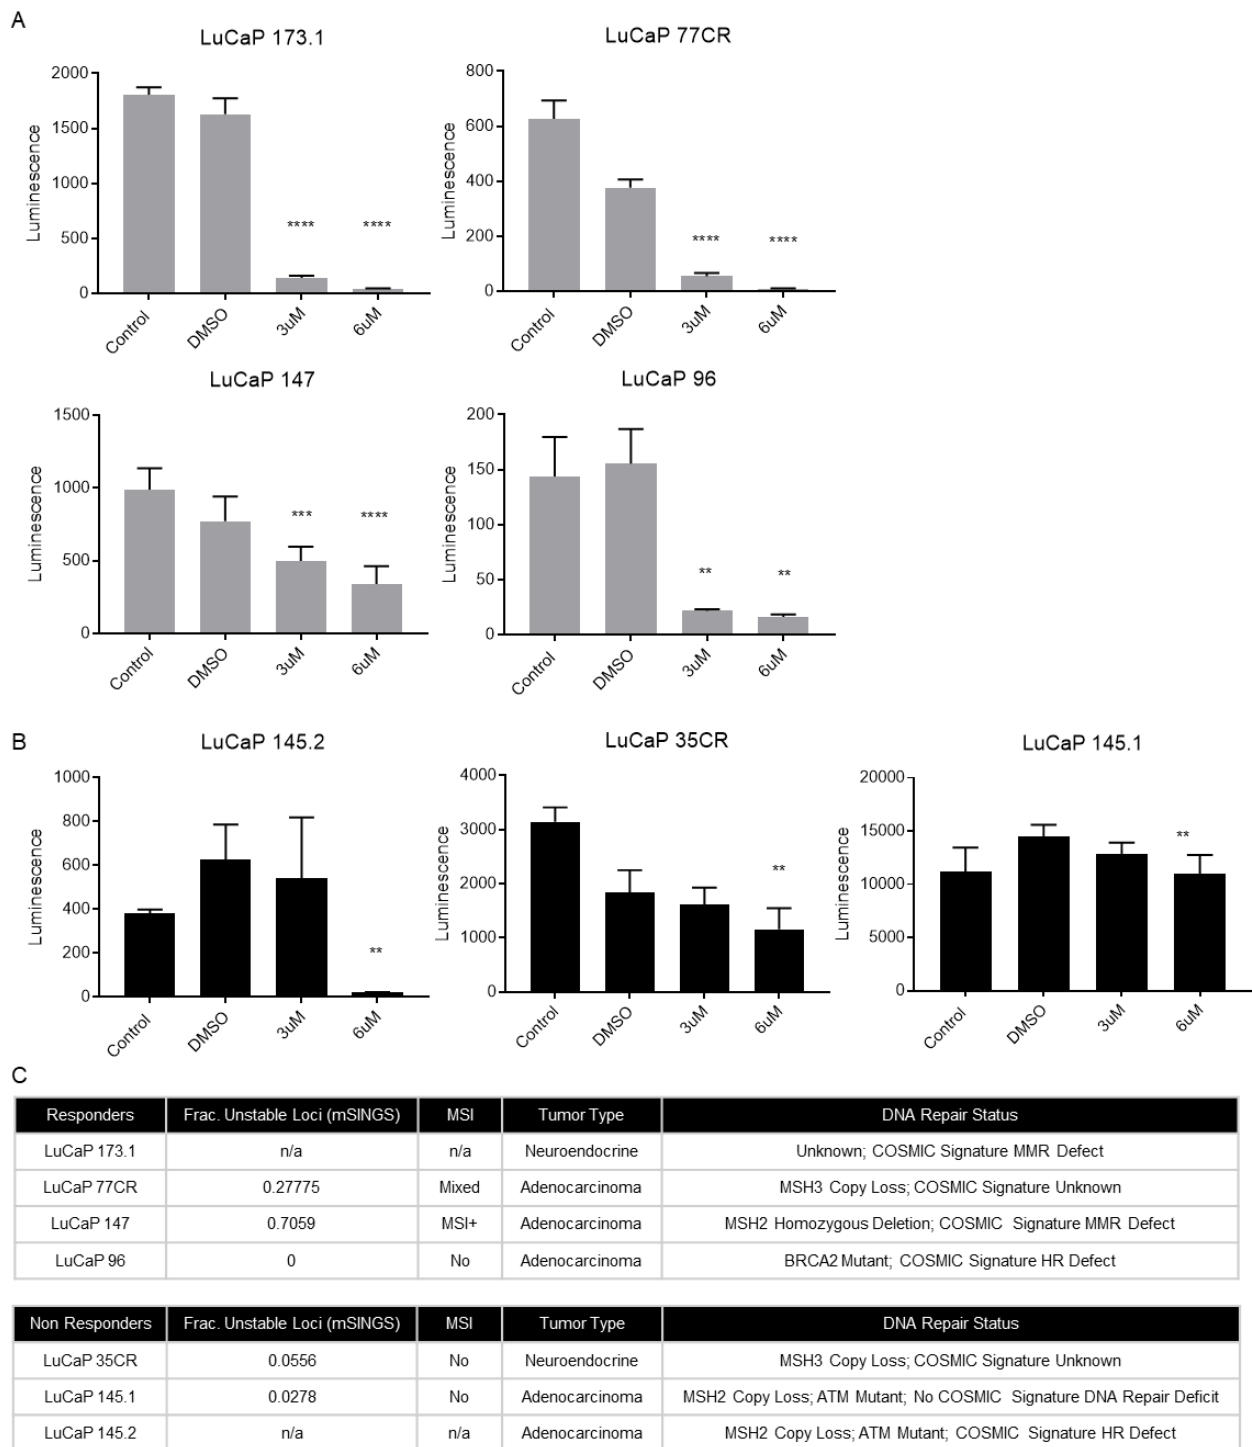 A
LuCaP 173.1
Luminescence
2000
1500
1000
500
0
****
****
Control
DMSO
3uM
6uM
LuCaP 77CR
Luminescence
800
600
400
200
0
****
****
Control
DMSO
3uM
6uM
LuCaP 147
Luminescence
1500
1000
500
0
***
****
Control
DMSO
3uM
6uM
LuCaP 96
Luminescence
200
150
100
50
0
**
**
Control
DMSO
3uM
6uM
B
LuCaP 145.2
Luminescence
1000
800
600
400
200
0
**
Control
DMSO
3uM
6uM
LuCaP 35CR
Luminescence
4000
3000
2000
1000
0
**
Control
DMSO
3uM
6uM
LuCaP 145.1
Luminescence
20000
15000
10000
5000
0
**
Control
DMSO
3uM
6uM
C
Responders Frac. Unstable Loci (mSINGS) MSI Tumor Type DNA Repair Status
LuCaP 173.1 n/a n/a Neuroendocrine Unknown; COSMIC Signature MMR Defect
LuCaP 77CR 0.27775 Mixed Adenocarcinoma MSH3 Copy Loss; COSMIC Signature Unknown
LuCaP 147 0.7059 MSI+ Adenocarcinoma MSH2 Homozygous Deletion; COSMIC Signature MMR Defect
LuCaP 96 0 No Adenocarcinoma BRCA2 Mutant; COSMIC Signature HR Defect
Non Responders Frac. Unstable Loci (mSINGS) MSI Tumor Type DNA Repair Status
LuCaP 35CR 0.0556 No Neuroendocrine MSH3 Copy Loss; COSMIC Signature Unknown
LuCaP 145.1 0.0278 No Adenocarcinoma MSH2 Copy Loss; ATM Mutant; No COSMIC Signature DNA Repair Deficit
LuCaP 145.2 n/a n/a Adenocarcinoma MSH2 Copy Loss; ATM Mutant; COSMIC Signature HR Defect